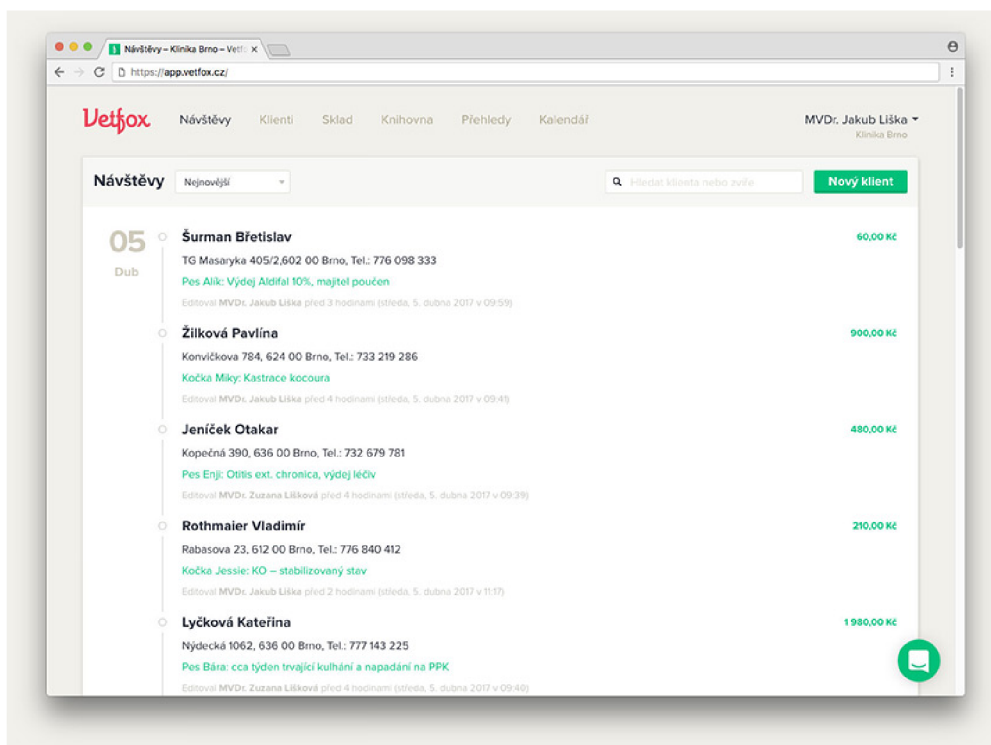 Návštěvy – Klinika Brno – Vetf
https://app.vetfox.cz/
Vetfox Návštěvy Klienti Sklad Knihovna Přehledy Kalendář MVDr. Jakub Liška
Klinika Brno
Návštěvy Nejnovější Hledat klienta nebo zvíře Nový klient
05 Šurman Břetislav 60,00 Kč
TG Masaryka 405/2,602 00 Brno, Tel.: 776 098 333
Dub
Pes Alík: Výdej Aldifal 10%, majitel poučen
Editoval MVDr. Jakub Liška před 3 hodinami (středa, 5. dubna 2017 v 09:59)
Žilková Pavlína 900,00 Kč
Konvičkova 784, 624 00 Brno, Tel.: 733 219 286
Kočka Miky: Kastrace kocoura
Editoval MVDr. Jakub Liška před 4 hodinami (středa, 5. dubna 2017 v 09:41)
Jeníček Otakar 480,00 Kč
Kopečná 390, 636 00 Brno, Tel.: 732 679 781
Pes Enji: Otitis ext. chronica, výdej léčiv
Editoval MVDr. Zuzana Lišková před 4 hodinami (středa, 5. dubna 2017 v 09:39)
Rothmaier Vladimír 210,00 Kč
Rabasova 23, 612 00 Brno, Tel.: 776 840 412
Kočka Jessie: KO – stabilizovaný stav
Editoval MVDr. Jakub Liška před 2 hodinami (středa, 5. dubna 2017 v 11:17)
Lyčková Kateřina 1 980,00 Kč
Nýdecká 1062, 636 00 Brno, Tel.: 777 143 225
Pes Bára: cca týden trvající kulhání a napadání na PPK
Editoval MVDr. Zuzana Lišková před 4 hodinami (středa, 5. dubna 2017 v 09:40)